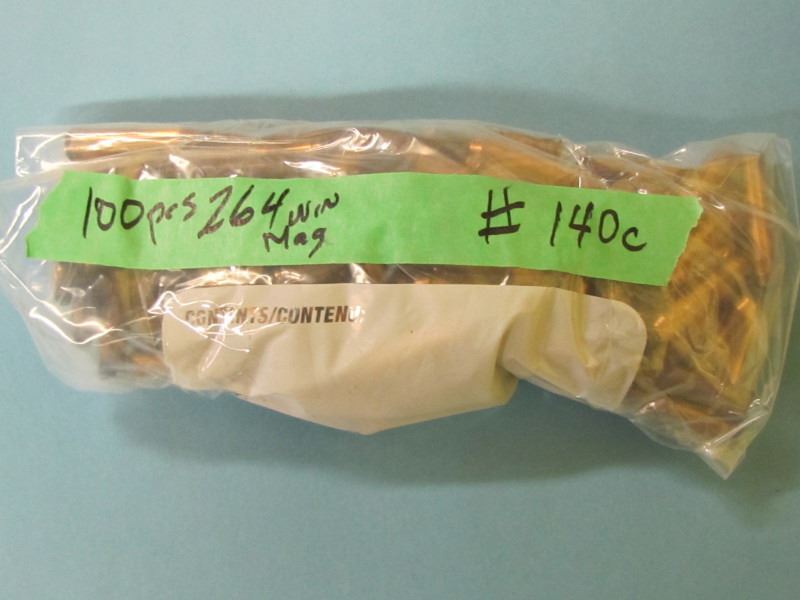 100pcs 264 Win
Mag
# 140c
CONTENTS/CONTENU: